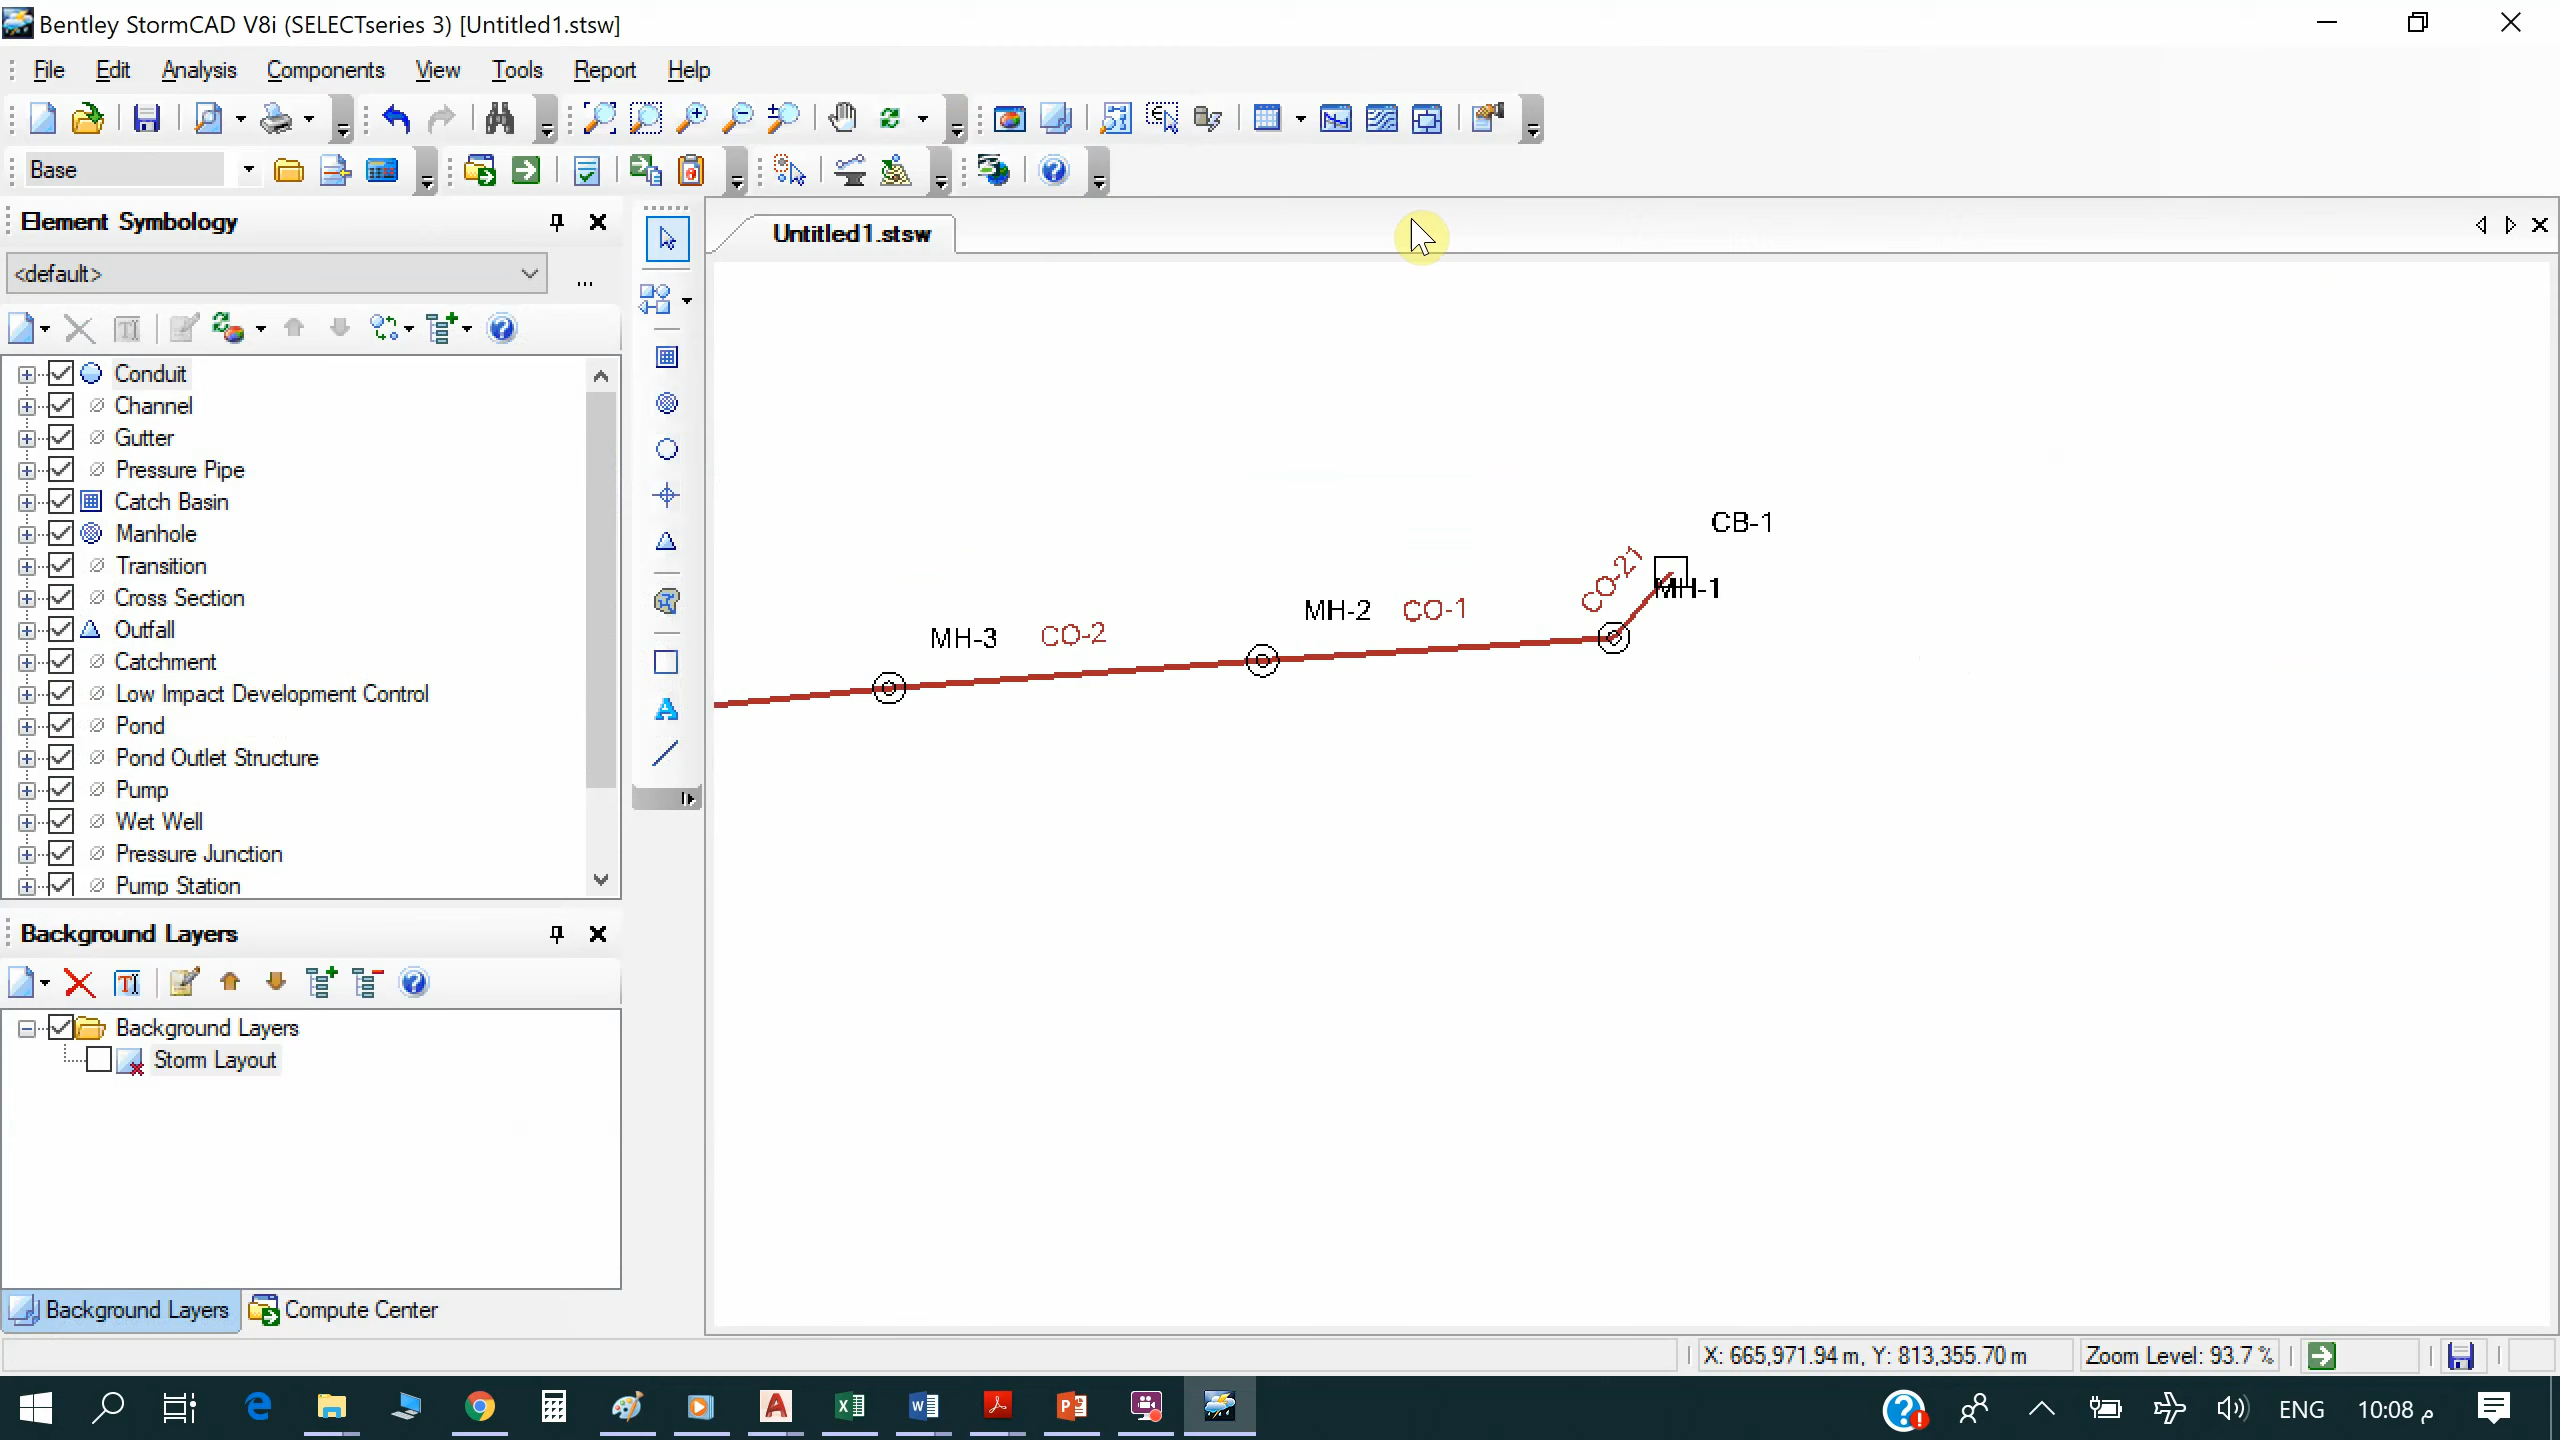 Bentley StormCAD V8i (SELECTseries 3) [Untitled1.stsw]
File Edit Analysis Components View Tools Report Help
Base
Element Symbology
<default>
...
Conduit
Channel
Gutter
Pressure Pipe
Catch Basin
Manhole
Transition
Cross Section
Outfall
Catchment
Low Impact Development Control
Pond
Pond Outlet Structure
Pump
Wet Well
Pressure Junction
Pump Station
Background Layers
Background Layers
Storm Layout
Background Layers Compute Center
Untitled1.stsw
CB-1
CO-21
MH-1
MH-2 CO-1
MH-3 CO-2
X: 665,971.94 m, Y: 813,355.70 m Zoom Level: 93.7 %
ENG 10:08 م